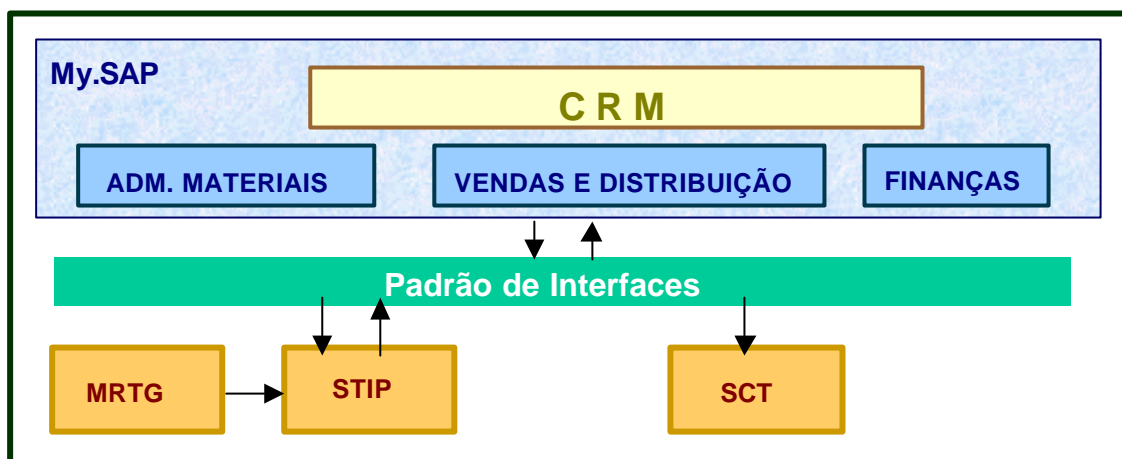 My.SAP
C R M
ADM. MATERIAIS
VENDAS E DISTRIBUIÇÃO
FINANÇAS
Padrão de Interfaces
MRTG
STIP
SCT